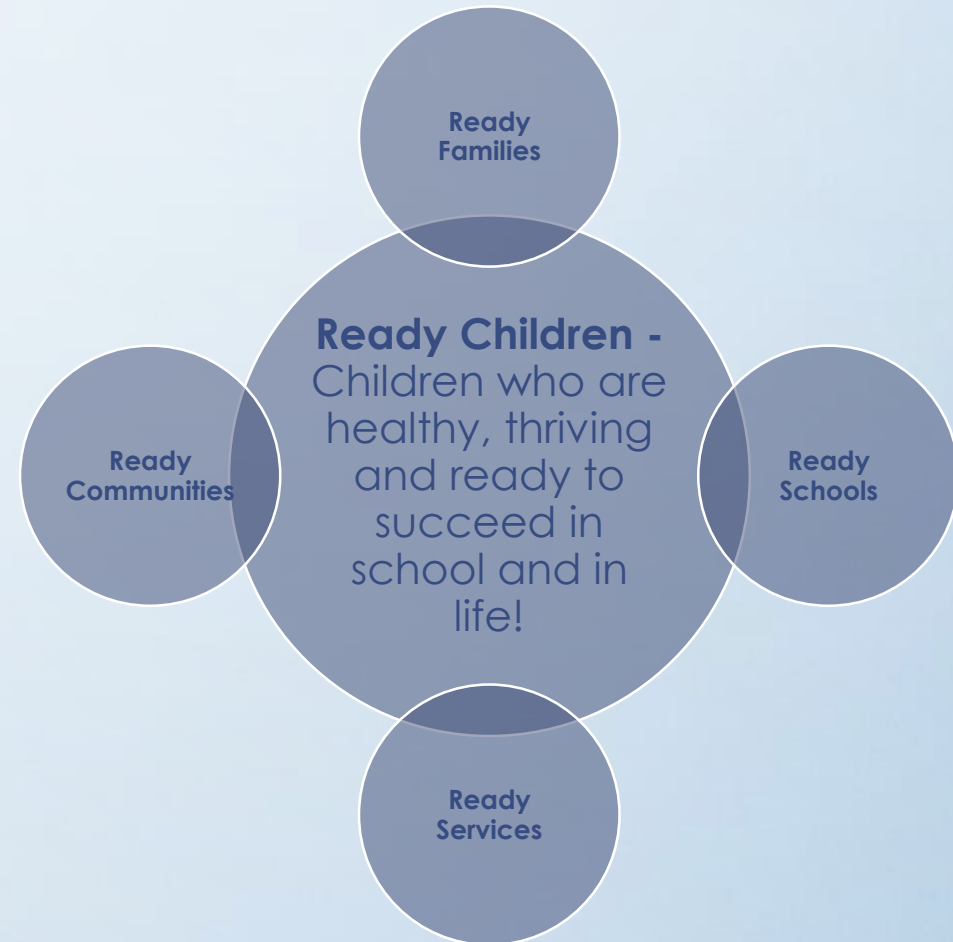 Ready
Families
Ready Children -
Children who are
healthy, thriving
and ready to
succeed in
school and in
life!
Ready
Communities
Ready
Schools
Ready
Services